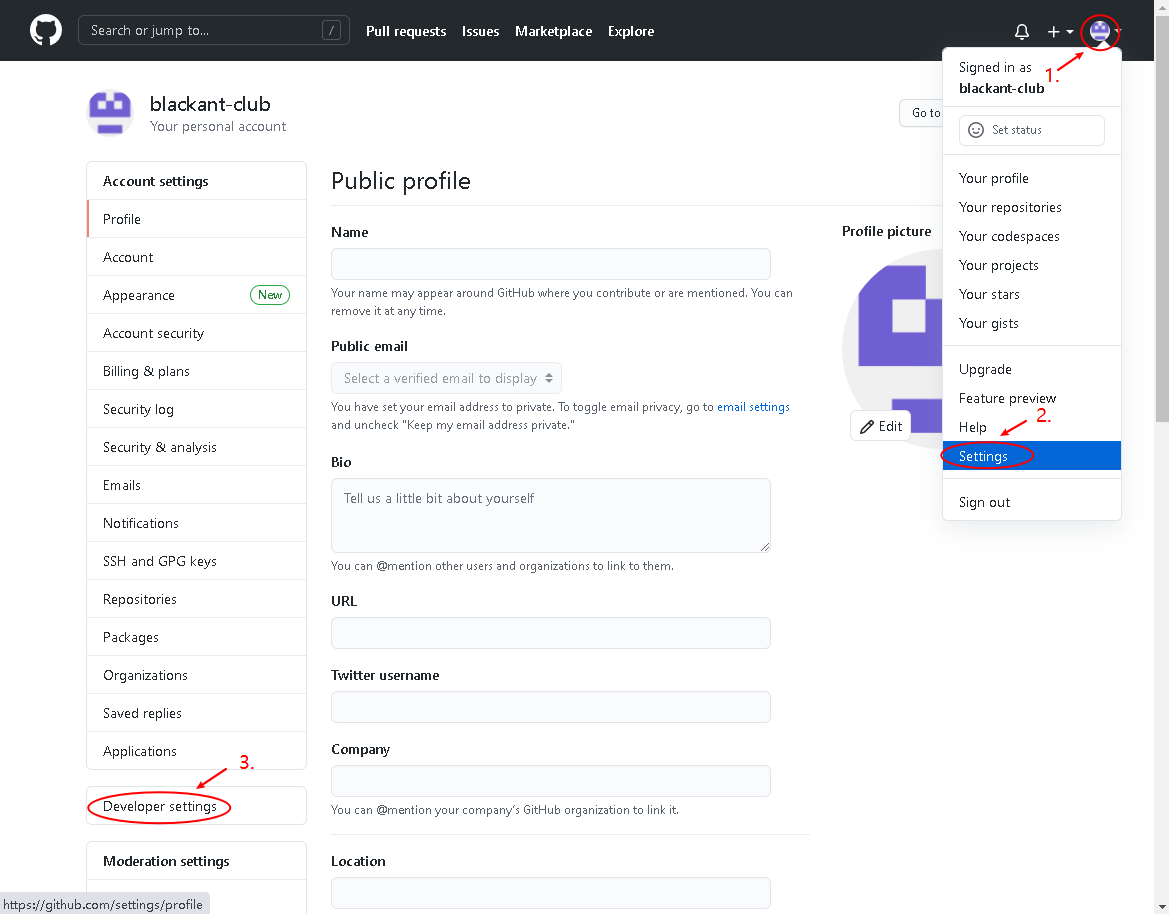 Search or jump to...
/
Pull requests
Issues
Marketplace
Explore
1.
Signed in as
blackant-club
Set status
Your profile
Your repositories
Your codespaces
Your projects
Your stars
Your gists
Upgrade
Feature preview
Help
2.
Settings
Sign out
blackant-club
Your personal account
Go to
Account settings
Profile
Account
Appearance
New
Account security
Billing & plans
Security log
Security & analysis
Emails
Notifications
SSH and GPG keys
Repositories
Packages
Organizations
Saved replies
Applications
3.
Developer settings
Moderation settings
Public profile
Name
Your name may appear around GitHub where you contribute or are mentioned. You can
remove it at any time.
Public email
Select a verified email to display
You have set your email address to private. To toggle email privacy, go to email settings
and uncheck "Keep my email address private."
Bio
Tell us a little bit about yourself
You can @mention other users and organizations to link to them.
URL
Twitter username
Company
You can @mention your company's GitHub organization to link it.
Location
Profile picture
Edit
https://github.com/settings/profile